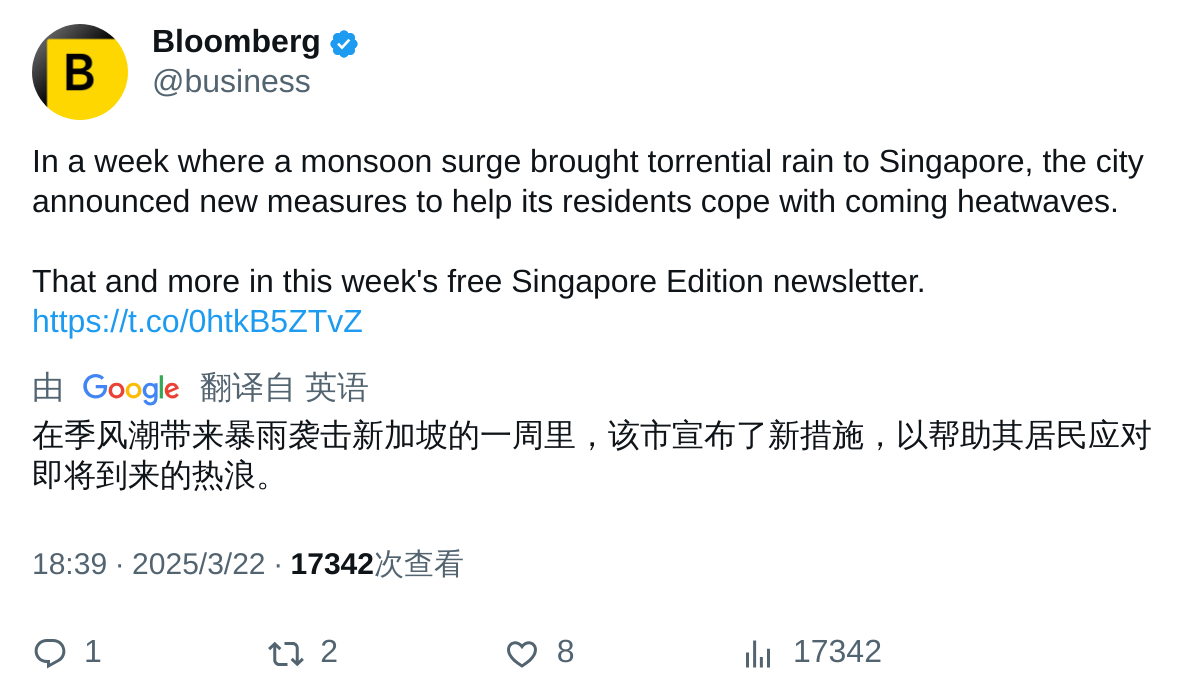 B
Bloomberg
@business
In a week where a monsoon surge brought torrential rain to Singapore, the city
announced new measures to help its residents cope with coming heatwaves.
That and more in this week's free Singapore Edition newsletter.
https://t.co/0htkB5ZTvZ
由 Google 翻译自 英语
在季风潮带来暴雨袭击新加坡的一周里，该市宣布了新措施，以帮助其居民应对
即将到来的热浪。
18:39 · 2025/3/22 · 17342次查看
1 2 8 17342